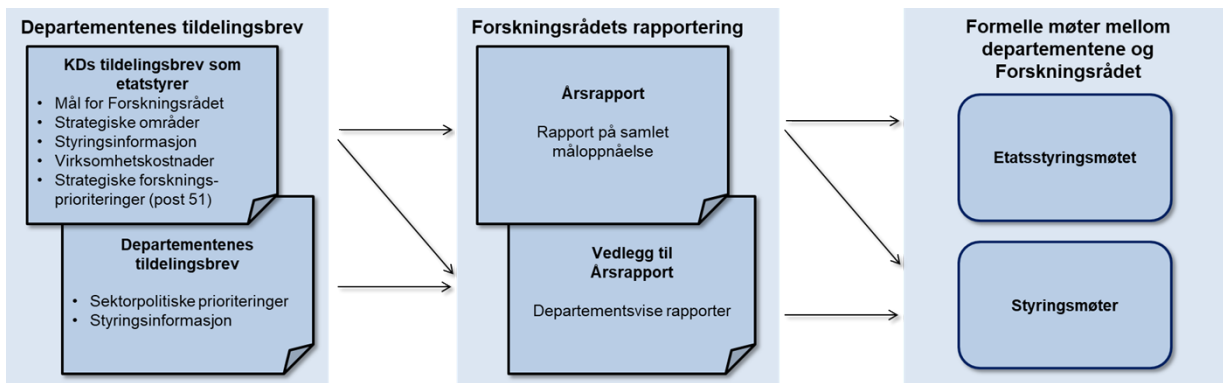 Departementenes tildelingsbrev
KDs tildelingsbrev som
etatstyrer
• Mål for Forskningsrådet
• Strategiske områder
• Styringsinformasjon
• Virksomhetskostnader
• Strategiske forsknings-
prioriteringer (post 51)
Departementenes
tildelingsbrev
• Sektorpolitiske prioriteringer
• Styringsinformasjon
Forskningsrådets rapportering
Årsrapport
Rapport på samlet
måloppnåelse
Vedlegg til
Årsrapport
Departementsvise rapporter
Formelle møter mellom
departementene og
Forskningsrådet
Etatsstyringsmøtet
Styringsmøter